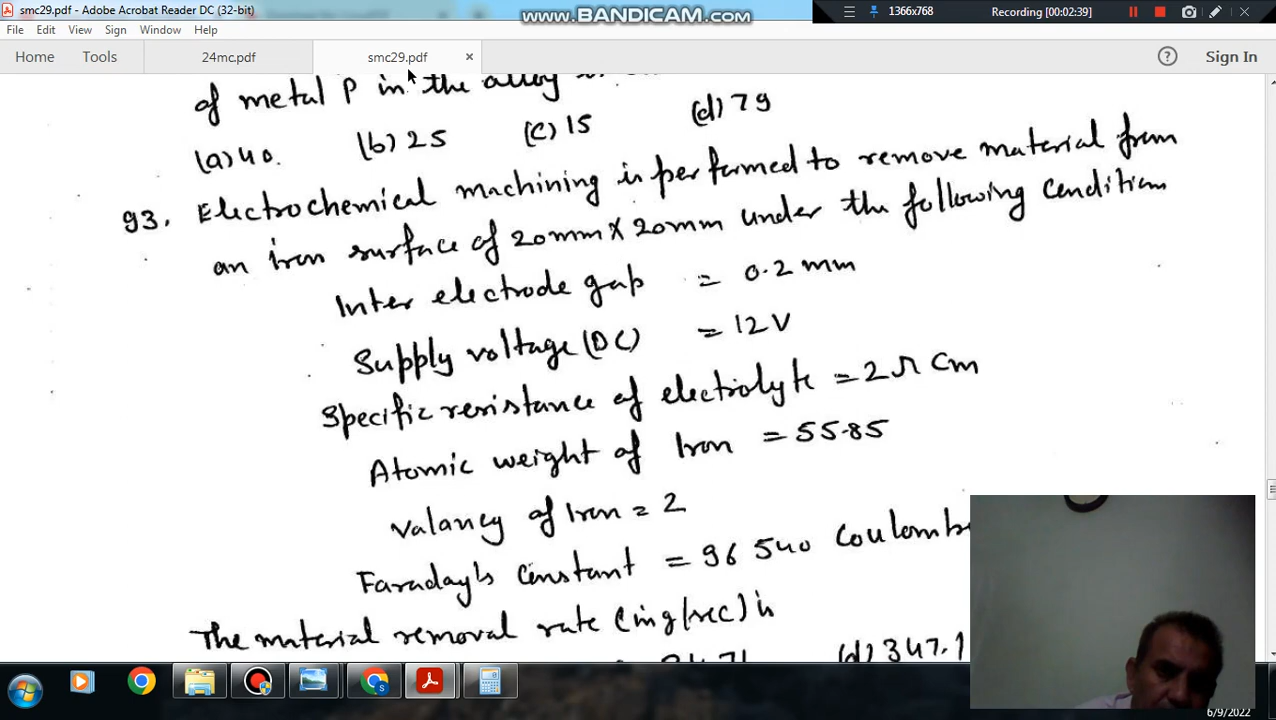 smc29.pdf - Adobe Acrobat Reader DC (32-bit)
www.BANDICAM.com
1366x768
Recording [00:02:39]
File Edit View Sign Window Help
Home Tools 24mc.pdf smc29.pdf × Sign In
of metal P in the alloy
(a) 40. (b) 25 (c) 15 (d) 79
93. Electrochemical machining is performed to remove material from
an iron surface of 20mm X 20mm under the following condition
Inter electrode gap = 0.2 mm
Supply voltage (DC) = 12V
Specific resistance of electrolyte = 2 Ω Cm
Atomic weight of Iron = 55.85
Valancy of Iron = 2
Faraday's Constant = 96 540 Coulombs
The material removal rate (in g/sec) is
(d) 347.1
6/9/2022